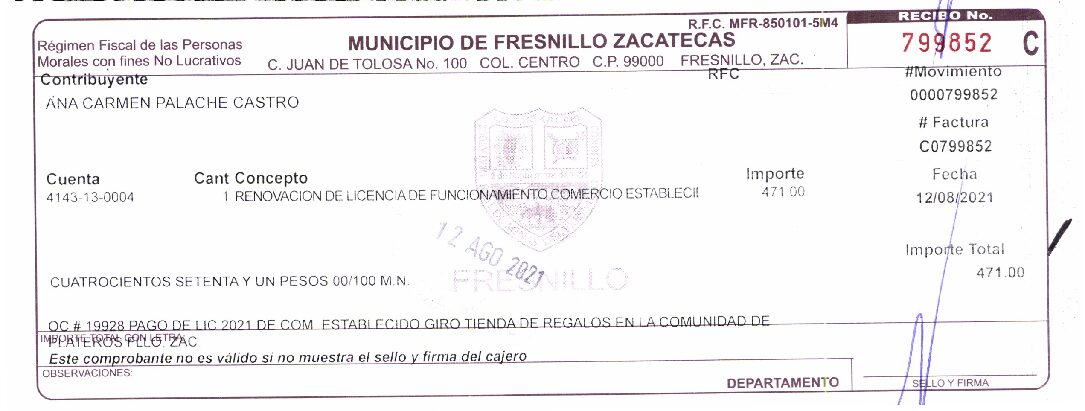 R.F.C. MFR-850101-5M4
RECIBO No.
Régimen Fiscal de las Personas
Morales con fines No Lucrativos
MUNICIPIO DE FRESNILLO ZACATECAS
C. JUAN DE TOLOSA No. 100 COL. CENTRO C.P. 99000 FRESNILLO, ZAC.
799852 C
Contribuyente
RFC
#Movimiento
ANA CARMEN PALACHE CASTRO
0000799852
# Factura
C0799852
Cuenta
Cant Concepto
Importe
Fecha
4143-13-0004
1 RENOVACION DE LICENCIA DE FUNCIONAMIENTO COMERCIO ESTABLECII
471.00
12/08/2021
12 AGO 2021
Importe Total
471.00
CUATROCIENTOS SETENTA Y UN PESOS 00/100 M.N.
FRESNILLO
OC # 19928 PAGO DE LIC 2021 DE COM ESTABLECIDO GIRO TIENDA DE REGALOS EN LA COMUNIDAD DE
PLATEROS FLLO. ZAC
IMPORTE TOTAL CON LETRA
Este comprobante no es válido si no muestra el sello y firma del cajero
OBSERVACIONES:
DEPARTAMENTO
SELLO Y FIRMA